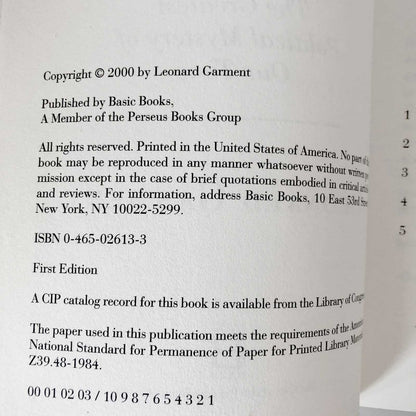 Copyright © 2000 by Leonard Garment
Published by Basic Books,
A Member of the Perseus Books Group
All rights reserved. Printed in the United States of America. No part of
book may be reproduced in any manner whatsoever without written
mission except in the case of brief quotations embodied in critical
and reviews. For information, address Basic Books, 10 East 53rd
New York, NY 10022-5299.
ISBN 0-465-02613-3
First Edition
A CIP catalog record for this book is available from the Library of
The paper used in this publication meets the requirements of the
National Standard for Permanence of Paper for Printed Library
Z39.48-1984.
00 01 02 03 / 10 9 8 7 6 5 4 3 2 1
1
2
3
4
5